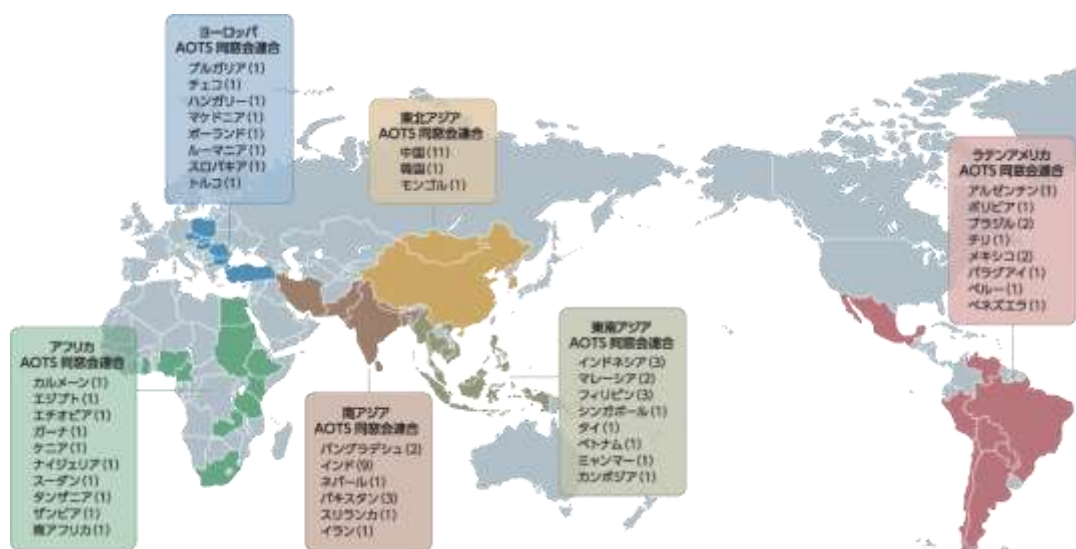 ヨーロッパ
AOTS 同窓会連合
ブルガリア(1)
チェコ(1)
ハンガリー(1)
マケドニア(1)
ポーランド(1)
ルーマニア(1)
スロバキア(1)
トルコ(1)
東北アジア
AOTS 同窓会連合
中国(11)
韓国(1)
モンゴル(1)
ラテンアメリカ
AOTS 同窓会連合
アルゼンチン(1)
ボリビア(1)
ブラジル(2)
チリ(1)
メキシコ(2)
パラグアイ(1)
ペルー(1)
ベネズエラ(1)
アフリカ
AOTS 同窓会連合
カルメーン(1)
エジプト(1)
エチオピア(1)
ガーナ(1)
ケニア(1)
ナイジェリア(1)
スーダン(1)
タンザニア(1)
ザンビア(1)
南アフリカ(1)
南アジア
AOTS 同窓会連合
バングラデシュ(2)
インド(9)
ネパール(1)
パキスタン(3)
スリランカ(1)
イラン(1)
東南アジア
AOTS 同窓会連合
インドネシア(3)
マレーシア(2)
フィリピン(3)
シンガポール(1)
タイ(1)
ベトナム(1)
ミャンマー(1)
カンボジア(1)